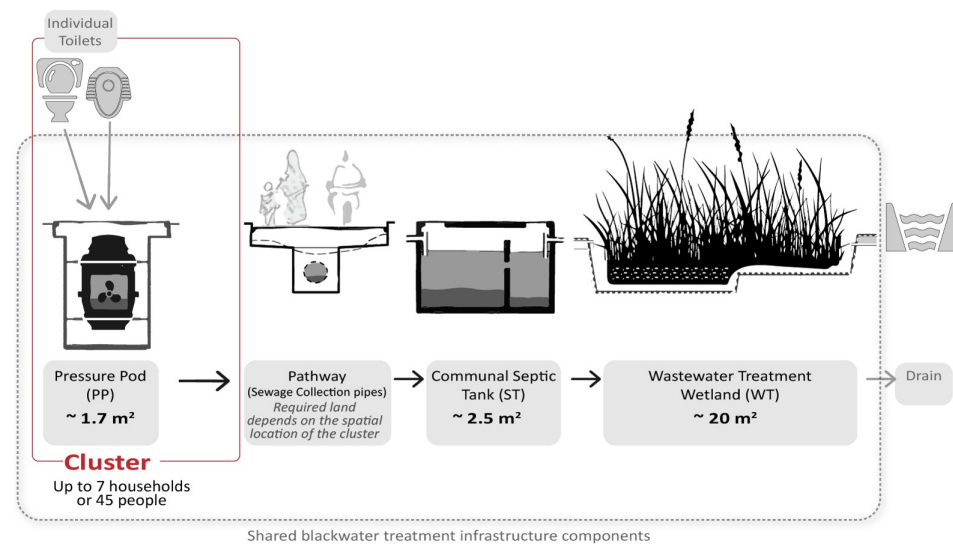 Individual
Toilets
Pressure Pod
(PP)
~ 1.7 m²
Pathway
(Sewage Collection pipes)
Required land
depends on the spatial
location of the cluster
Communal Septic
Tank (ST)
~ 2.5 m²
Wastewater Treatment
Wetland (WT)
~ 20 m²
Drain
Cluster
Up to 7 households
or 45 people
Shared blackwater treatment infrastructure components